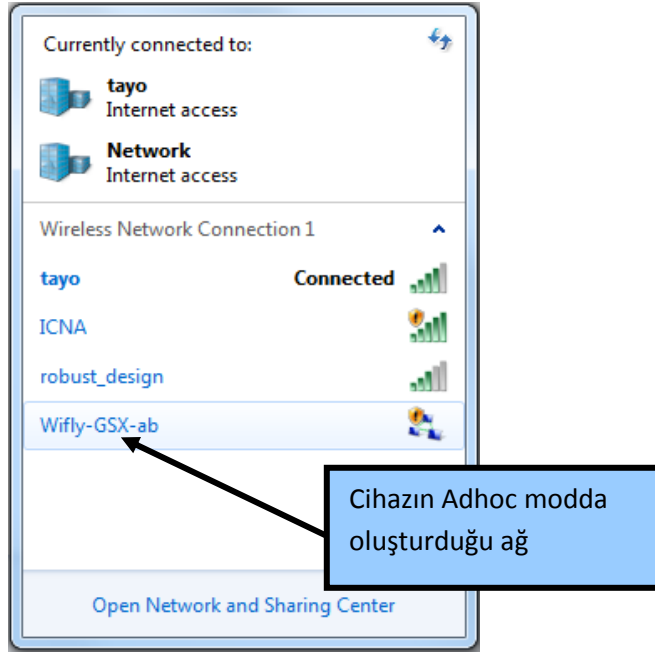 Currently connected to:
tayo
Internet access
Network
Internet access
Wireless Network Connection 1
tayo Connected
ICNA
robust_design
Wifly-GSX-ab
Cihazın Adhoc modda
oluşturduğu ağ
Open Network and Sharing Center